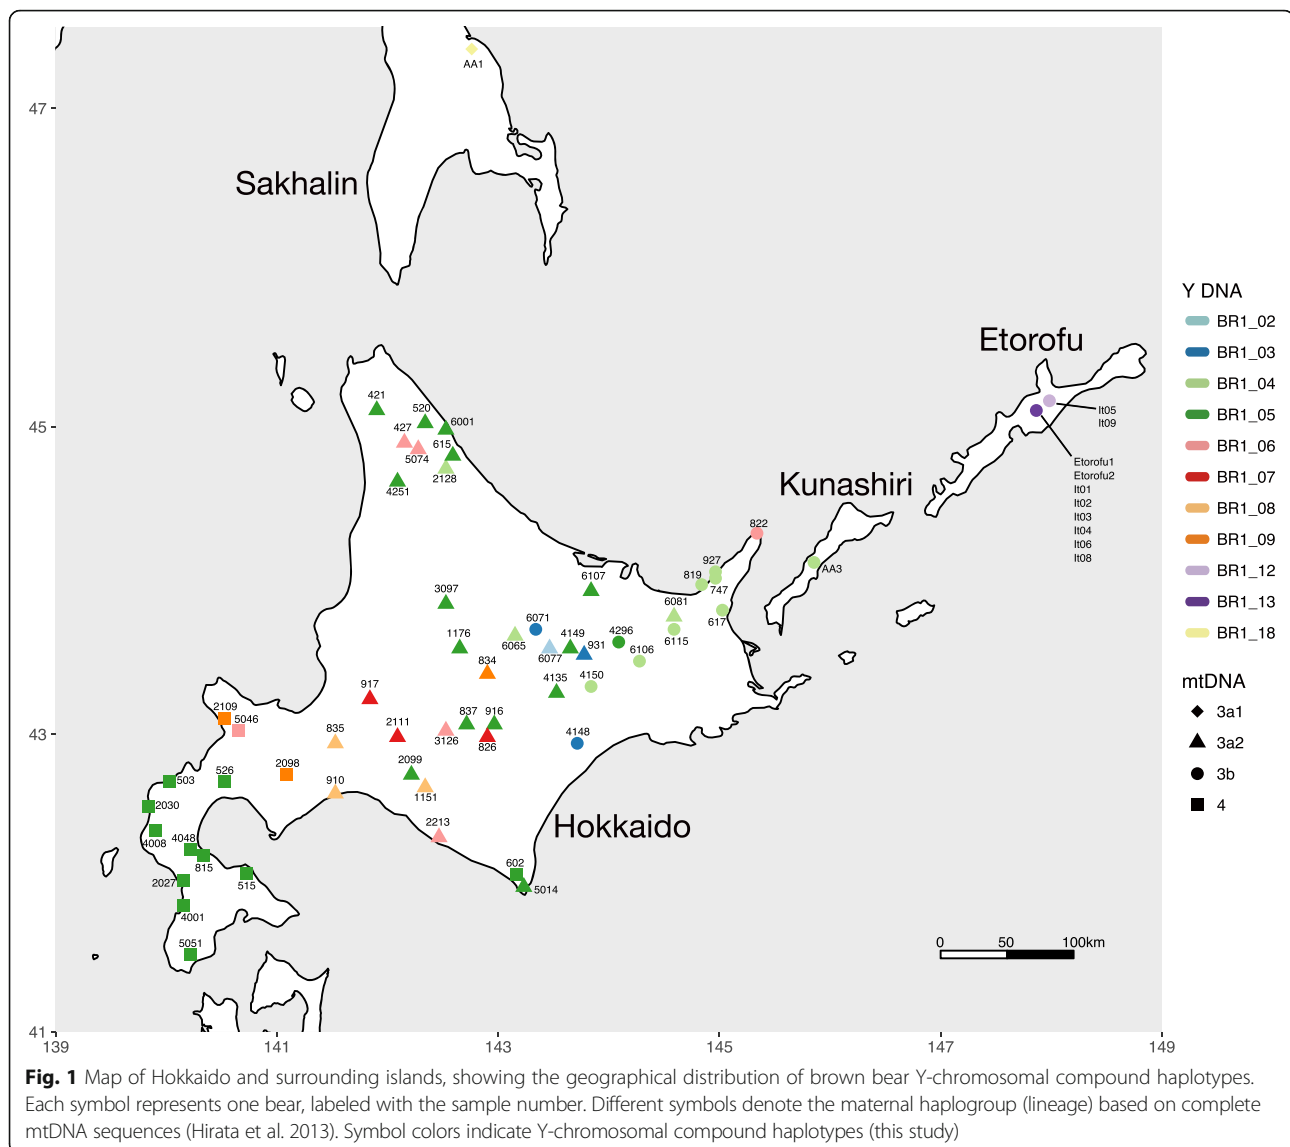 AA1
47
Sakhalin
Etorofu
45
421
520
6001
427
615
5074
2128
4251
It05
It09
Etorofu1
Etorofu2
It01
It02
It03
It04
It06
It08
Kunashiri
822
927
819
747
AA3
617
6107
3097
6071
6081
6115
1176
6065
6077
4149
931
4296
6106
834
4135
4150
917
2109
5046
837
916
835
2111
3126
826
4148
43
503
526
2098
2099
910
1151
2030
4008
4048
815
2213
Hokkaido
602
5014
2027
515
4001
5051
0 50 100km
41
139 141 143 145 147 149
Y DNA
BR1_02
BR1_03
BR1_04
BR1_05
BR1_06
BR1_07
BR1_08
BR1_09
BR1_12
BR1_13
BR1_18
mtDNA
3a1
3a2
3b
4
Fig. 1 Map of Hokkaido and surrounding islands, showing the geographical distribution of brown bear Y-chromosomal compound haplotypes.
Each symbol represents one bear, labeled with the sample number. Different symbols denote the maternal haplogroup (lineage) based on complete
mtDNA sequences (Hirata et al. 2013). Symbol colors indicate Y-chromosomal compound haplotypes (this study)